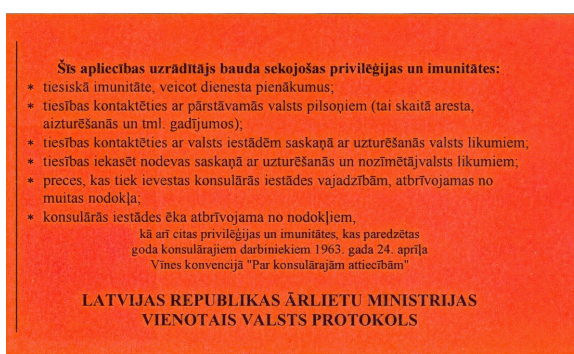 Šīs apliecības uzrādītājs bauda sekojošas privilēģijas un imunitātes:
* tiesiskā imunitāte, veicot dienesta pienākumus;
* tiesības kontaktēties ar pārstāvamās valsts pilsoņiem (tai skaitā aresta,
aizturēšanās un tml. gadījumos);
* tiesības kontaktēties ar valsts iestādēm saskaņā ar uzturēšanās valsts likumiem;
* tiesības iekasēt nodevas saskaņā ar uzturēšanās un nozīmētājvalsts likumiem;
* preces, kas tiek ievestas konsulārās iestādes vajadzībām, atbrīvojamas no
muitas nodokļa;
* konsulārās iestādes ēka atbrīvojama no nodokļiem,
kā arī citas privilēģijas un imunitātes, kas paredzētas
goda konsulārajiem darbiniekiem 1963. gada 24. aprīļa
Vīnes konvencijā "Par konsulārajām attiecībām"
LATVIJAS REPUBLIKAS ĀRLIETU MINISTRIJAS
VIENOTAIS VALSTS PROTOKOLS